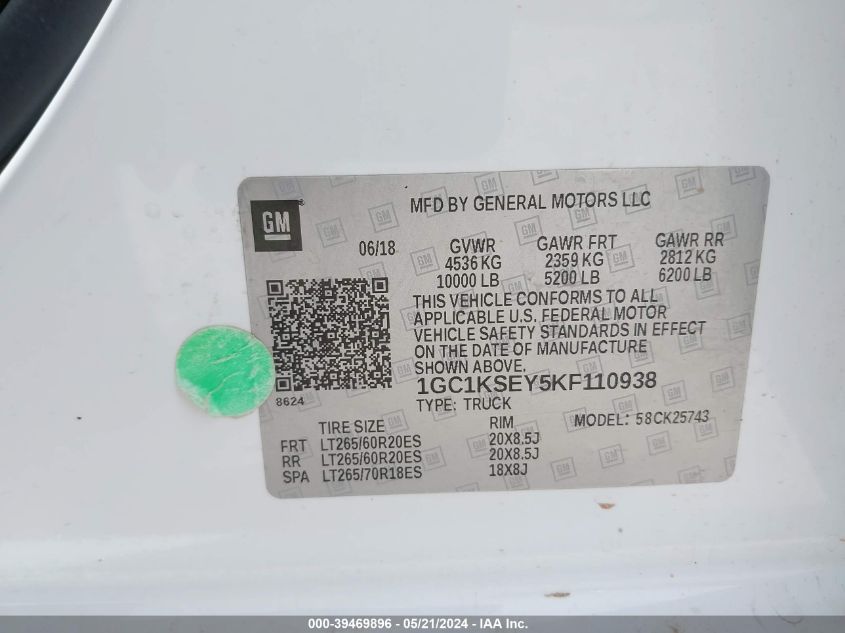 GM
MFD BY GENERAL MOTORS LLC
06/18 GVWR GAWR FRT GAWR RR
4536 KG 2359 KG 2812 KG
10000 LB 5200 LB 6200 LB
THIS VEHICLE CONFORMS TO ALL
APPLICABLE U.S. FEDERAL MOTOR
VEHICLE SAFETY STANDARDS IN EFFECT
ON THE DATE OF MANUFACTURE
SHOWN ABOVE.
1GC1KSEY5KF110938
8624
TYPE: TRUCK
MODEL: 58CK25743
TIRE SIZE RIM
FRT LT265/60R20ES 20X8.5J
RR LT265/60R20ES 20X8.5J
SPA LT265/70R18ES 18X8J
000-39469896 - 05/21/2024 - IAA Inc.